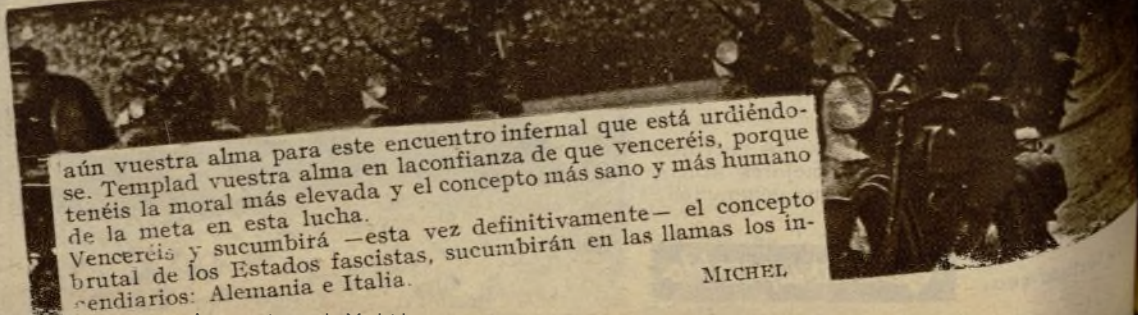 aún vuestra alma para este encuentro infernal que está urdiéndo-
se. Templad vuestra alma en laconfianza de que venceréis, porque
tenéis la moral más elevada y el concepto más sano y más humano
de la meta en esta lucha.
Venceréis y sucumbirá —esta vez definitivamente— el concepto
brutal de los Estados fascistas, sucumbirán en las llamas los in-
cendiarios: Alemania e Italia.
MICHEL